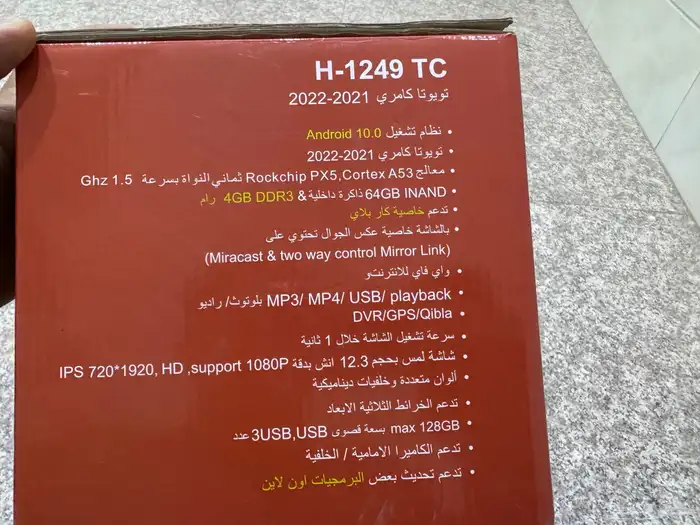 H-1249 TC
تويوتا كامري 2021-2022
• نظام تشغيل Android 10.0
• تويوتا كامري 2021-2022
• معالج Rockchip PX5,Cortex A53 ثماني النواة بسرعة 1.5 Ghz
• 64GB INAND ذاكرة داخلية & 4GB DDR3 رام
• تدعم خاصية كار بلاي
• بالشاشة خاصية عكس الجوال تحتوي على
(Miracast & two way control Mirror Link)
• واي فاي للانترنتو
• MP3/ MP4/ USB/ playback بلوتوث/ راديو
• DVR/GPS/Qibla
• سرعة تشغيل الشاشة خلال 1 ثانية
• شاشة لمس بحجم 12.3 انش بدقة IPS 720*1920, HD ,support 1080P
• ألوان متعددة وخلفيات ديناميكية
• تدعم الخرائط الثلاثية الابعاد
• max 128GB بسعة قصوى 3USB,USB عدد
• تدعم الكاميرا الامامية / الخلفية
• تدعم تحديث بعض البرمجيات اون لاين